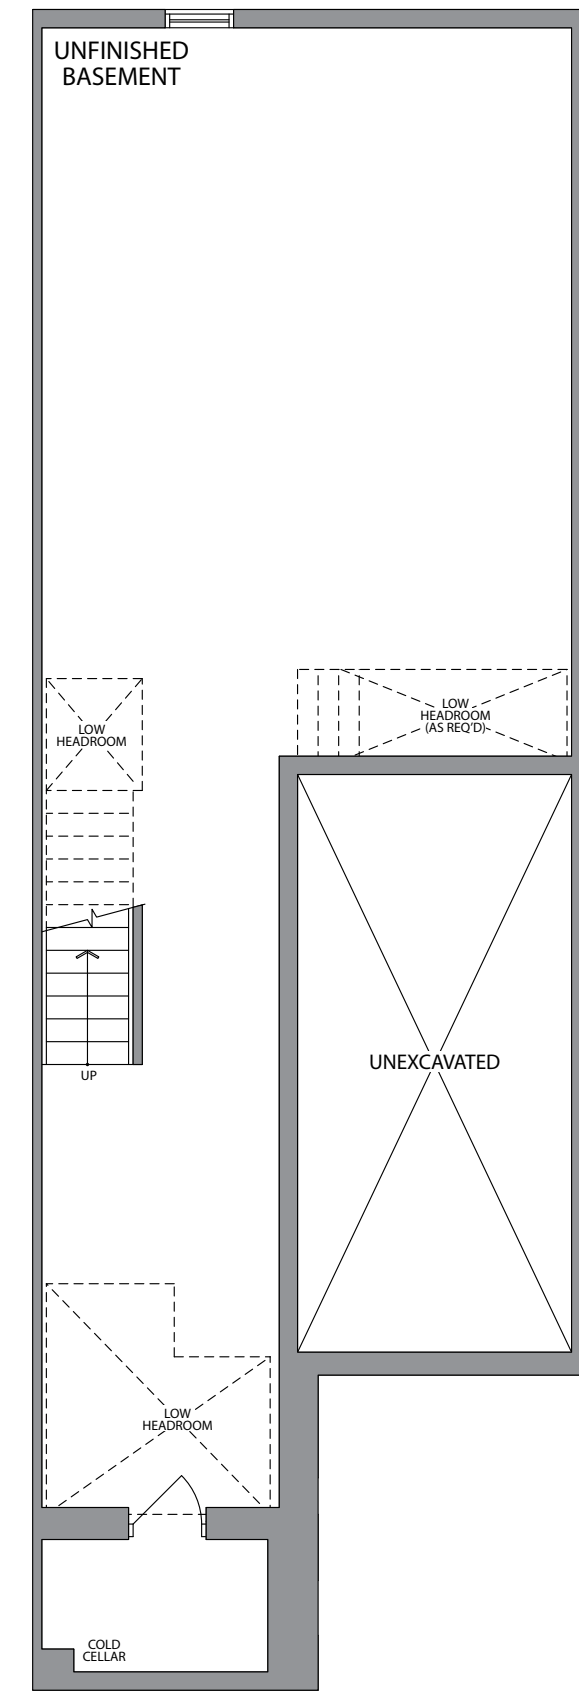 UNFINISHED
BASEMENT
LOW
HEADROOM
LOW
HEADROOM
(AS REQ'D)
UNEXCAVATED
UP
LOW
HEADROOM
COLD
CELLAR